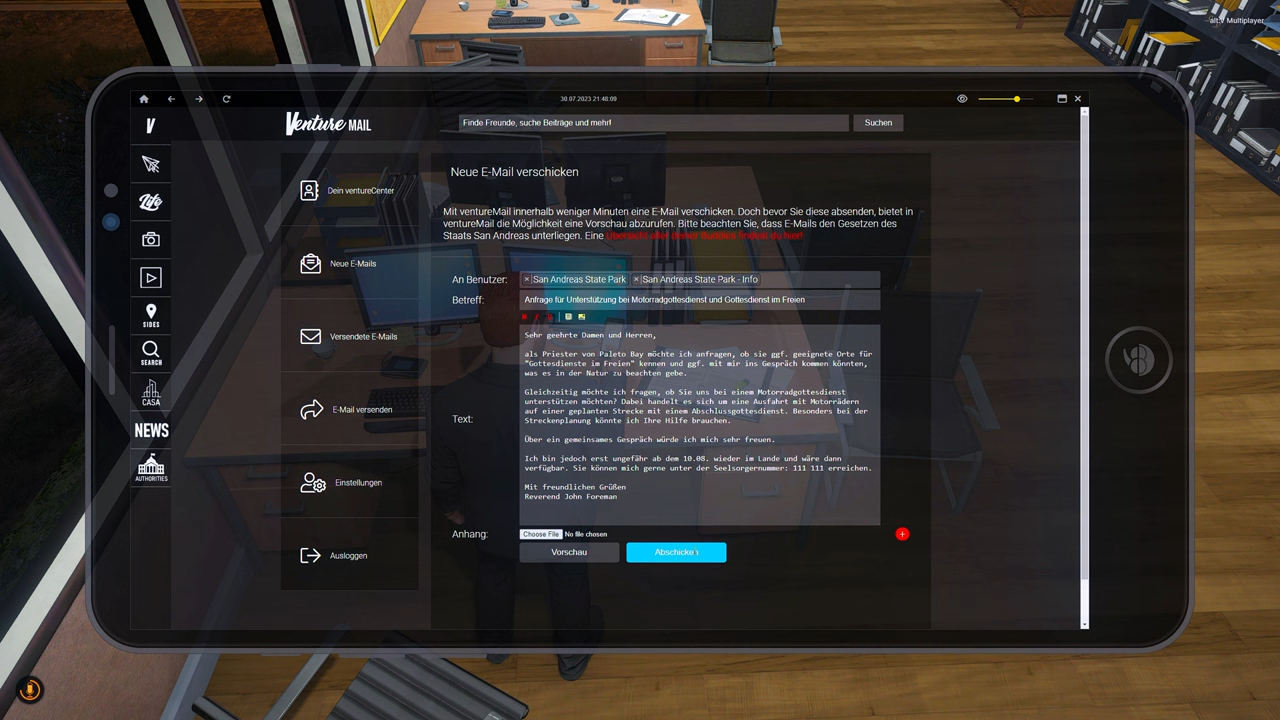 alt:V Multiplayer
30.07.2023 21:48:09
V
Venture MAIL
Finde Freunde, suche Beiträge und mehr!
Suchen
Life
SIDES
SEARCH
CASA
NEWS
AUTHORITIES
Dein ventureCenter
Neue E-Mails
Versendete E-Mails
E-Mail versenden
Einstellungen
Ausloggen
Neue E-Mail verschicken
Mit ventureMail innerhalb weniger Minuten eine E-Mail verschicken. Doch bevor Sie diese absenden, bietet in
ventureMail die Möglichkeit eine Vorschau abzurufen. Bitte beachten Sie, dass E-Mails den Gesetzen des
Staats San Andreas unterliegen. Eine Übersicht aller deiner Buddies findest du hier!
An Benutzer: × San Andreas State Park × San Andreas State Park - Info
Betreff: Anfrage für Unterstützung bei Motorradgottesdienst und Gottesdienst im Freien
Text:
Sehr geehrte Damen und Herren,
als Priester von Paleto Bay möchte ich anfragen, ob sie ggf. geeignete Orte für
"Gottesdienste im Freien" kennen und ggf. mit mir ins Gespräch kommen könnten,
was es in der Natur zu beachten gebe.
Gleichzeitig möchte ich fragen, ob Sie uns bei einem Motorradgottesdienst
unterstützen möchten? Dabei handelt es sich um eine Ausfahrt mit Motorrädern
auf einer geplanten Strecke mit einem Abschlussgottesdienst. Besonders bei der
Streckenplanung könnte ich Ihre Hilfe brauchen.
Über ein gemeinsames Gespräch würde ich mich sehr freuen.
Ich bin jedoch erst ungefähr ab dem 10.08. wieder im Lande und wäre dann
verfügbar. Sie können mich gerne unter der Seelsorgernummer: 111 111 erreichen.
Mit freundlichen Grüßen
Reverend John Foreman
Anhang: Choose File No file chosen
Vorschau
Abschicken